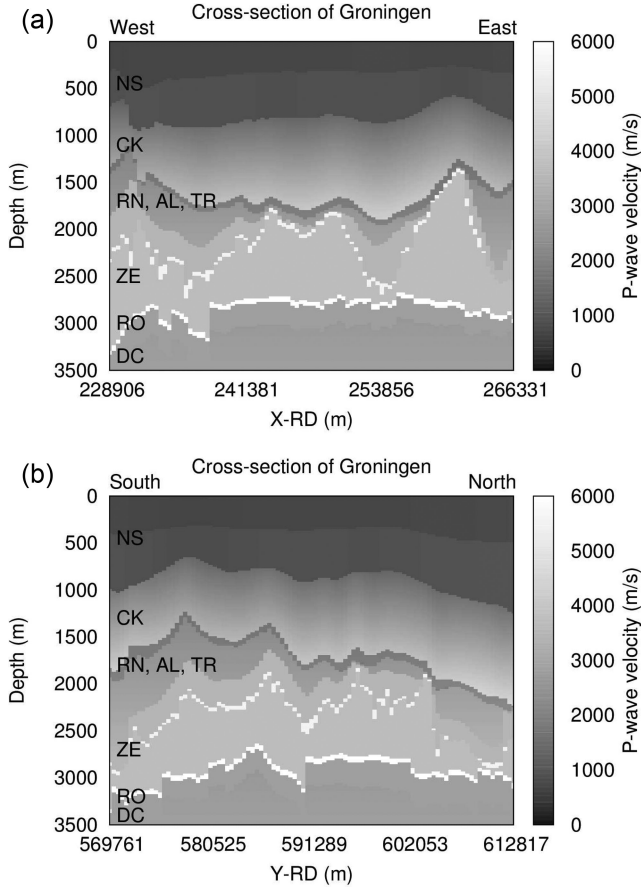 (a)
Cross-section of Groningen
West East
0
500
1000
1500
2000
2500
3000
3500
Depth (m)
NS
CK
RN, AL, TR
ZE
RO
DC
228906 241381 253856 266331
X-RD (m)
6000
5000
4000
3000
2000
1000
0
P-wave velocity (m/s)
(b)
Cross-section of Groningen
South North
0
500
1000
1500
2000
2500
3000
3500
Depth (m)
NS
CK
RN, AL, TR
ZE
RO
DC
569761 580525 591289 602053 612817
Y-RD (m)
6000
5000
4000
3000
2000
1000
0
P-wave velocity (m/s)